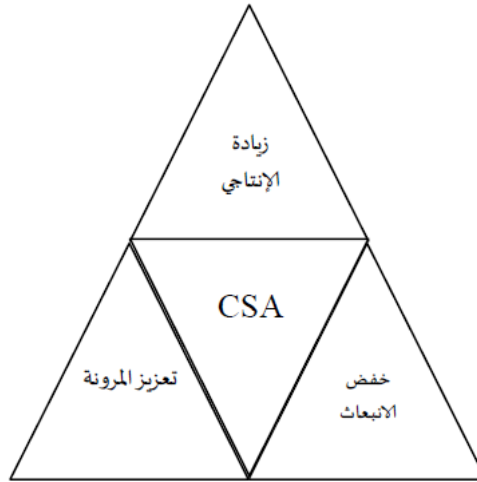 زيادة
الإنتاجي
CSA
تعزيز المرونة
خفض
الانبعاث